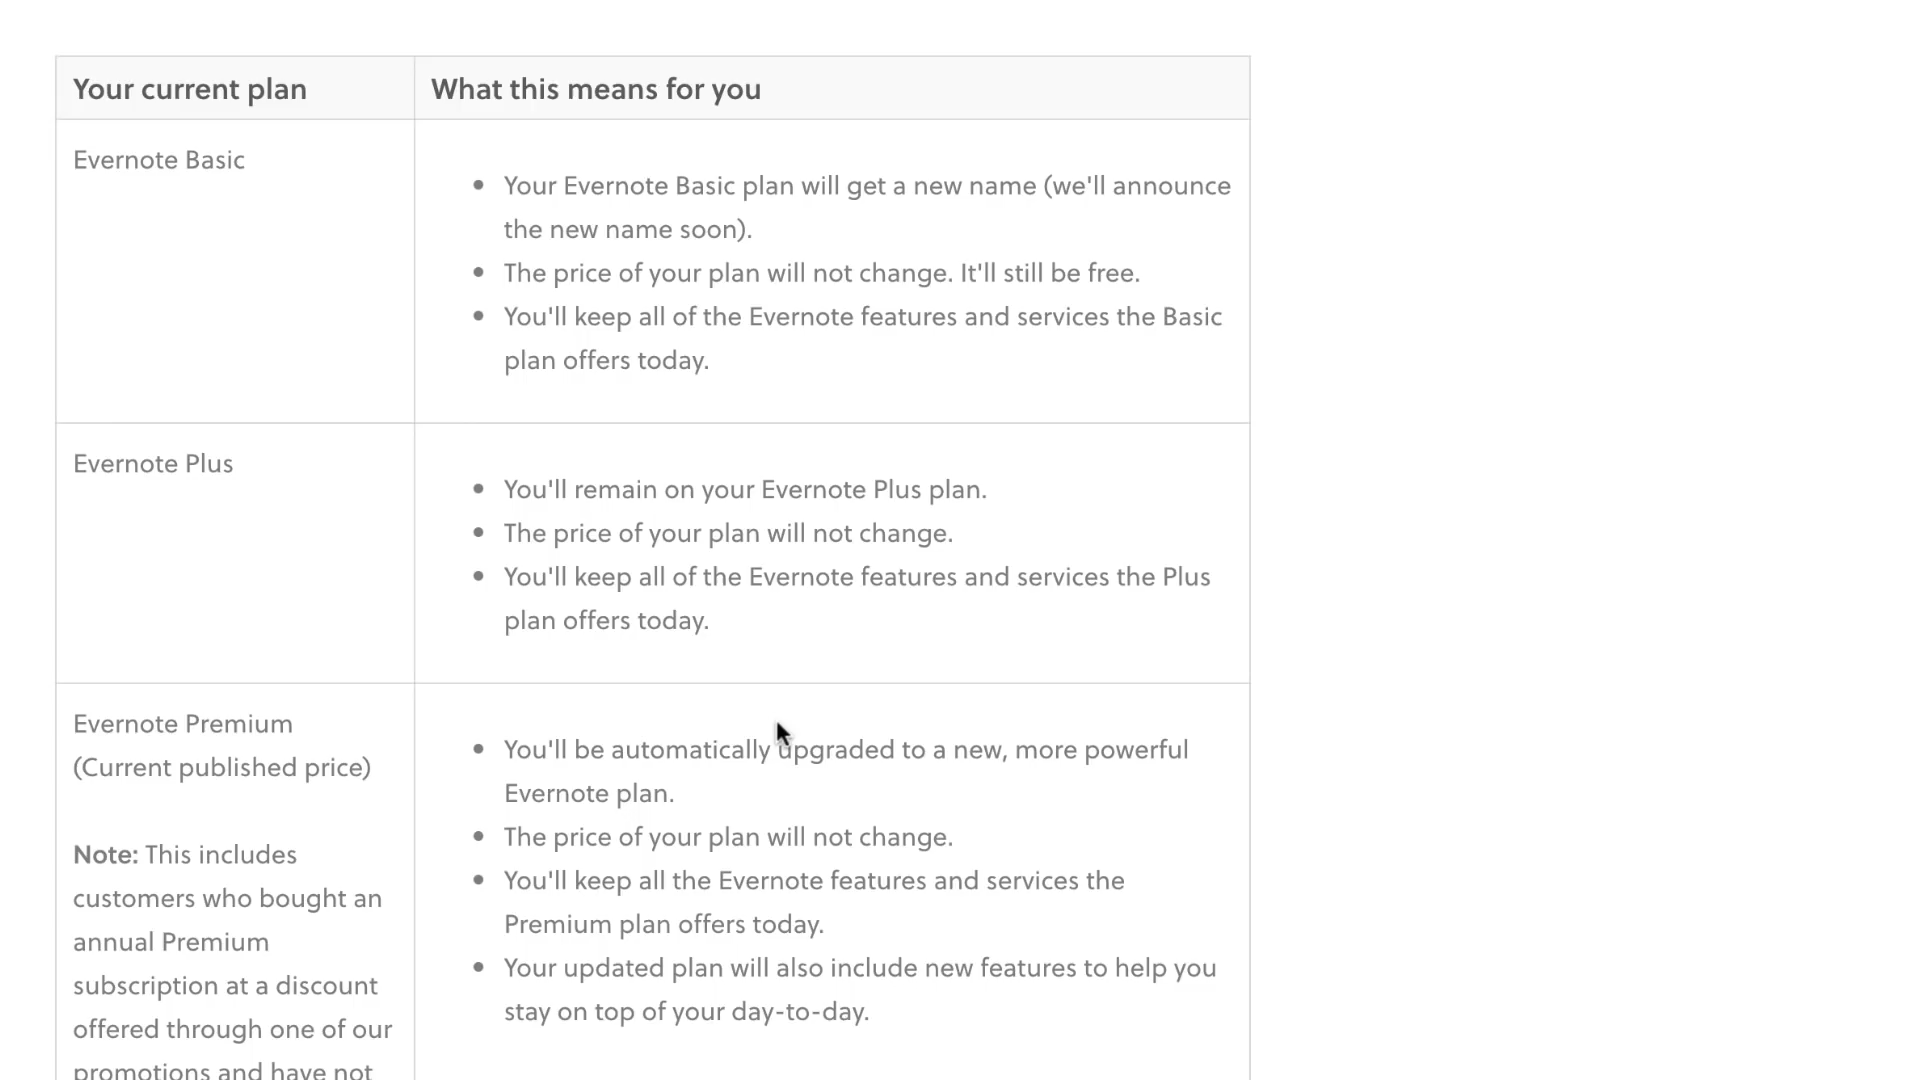 Your current plan
What this means for you
Evernote Basic
Your Evernote Basic plan will get a new name (we'll announce
the new name soon).
The price of your plan will not change. It'll still be free.
You'll keep all of the Evernote features and services the Basic
plan offers today.
Evernote Plus
You'll remain on your Evernote Plus plan.
The price of your plan will not change.
You'll keep all of the Evernote features and services the Plus
plan offers today.
Evernote Premium
(Current published price)
Note: This includes
customers who bought an
annual Premium
subscription at a discount
offered through one of our
promotions and have not
You'll be automatically upgraded to a new, more powerful
Evernote plan.
The price of your plan will not change.
You'll keep all the Evernote features and services the
Premium plan offers today.
Your updated plan will also include new features to help you
stay on top of your day-to-day.